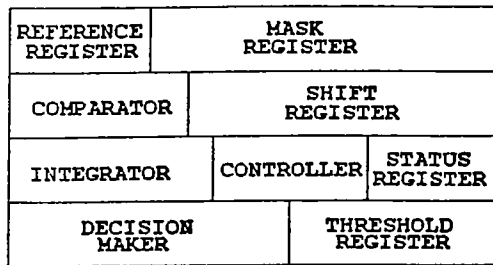 REFERENCE
REGISTER
MASK
REGISTER
COMPARATOR
SHIFT
REGISTER
INTEGRATOR
CONTROLLER
STATUS
REGISTER
DECISION
MAKER
THRESHOLD
REGISTER